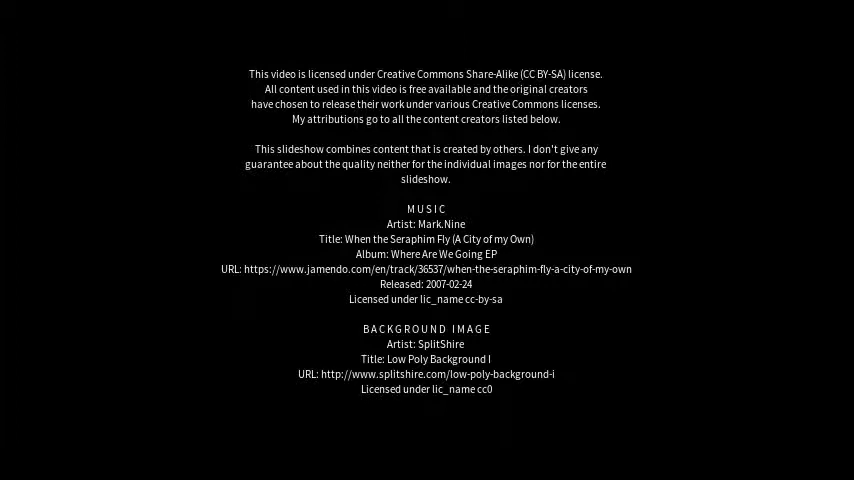 This video is licensed under Creative Commons Share-Alike (CC BY-SA) license.
All content used in this video is free available and the original creators
have chosen to release their work under various Creative Commons licenses.
My attributions go to all the content creators listed below.
This slideshow combines content that is created by others. I don't give any
guarantee about the quality neither for the individual images nor for the entire
slideshow.
MUSIC
Artist: Mark.Nine
Title: When the Seraphim Fly (A City of my Own)
Album: Where Are We Going EP
URL: https://www.jamendo.com/en/track/36537/when-the-seraphim-fly-a-city-of-my-own
Released: 2007-02-24
Licensed under lic_name cc-by-sa
BACKGROUND IMAGE
Artist: SplitShire
Title: Low Poly Background I
URL: http://www.splitshire.com/low-poly-background-i
Licensed under lic_name cc0